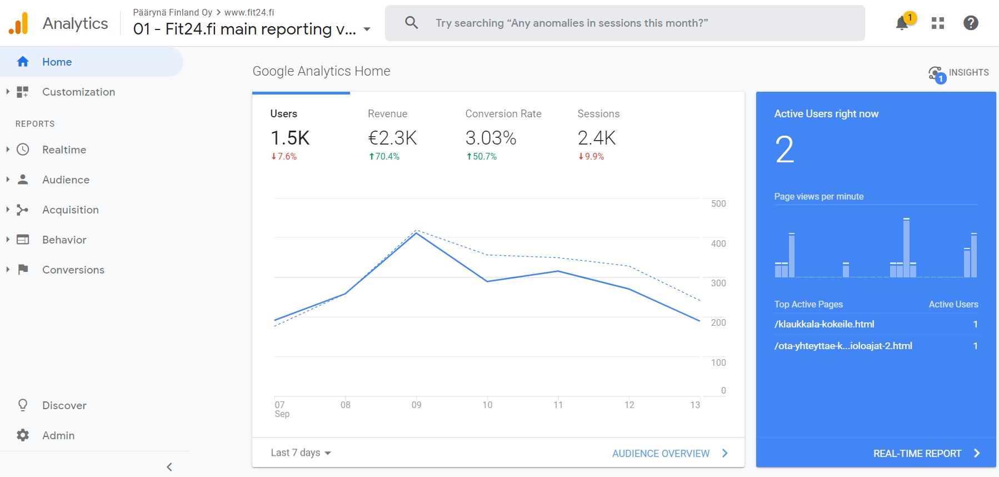 Analytics
Päärynä Finland Oy > www.fit24.fi
01 - Fit24.fi main reporting v...
Try searching “Any anomalies in sessions this month?”
1
Home
Customization
REPORTS
Realtime
Audience
Acquisition
Behavior
Conversions
Discover
Admin
Google Analytics Home
1
INSIGHTS
Users
1.5K
7.6%
Revenue
€2.3K
70.4%
Conversion Rate
3.03%
50.7%
Sessions
2.4K
9.9%
500
400
300
200
100
0
07 08 09 10 11 12 13
Sep
Last 7 days
AUDIENCE OVERVIEW
Active Users right now
2
Page views per minute
Top Active Pages Active Users
/klaukkala-kokeile.html 1
/ota-yhteyttae-k...ioloajat-2.html 1
REAL-TIME REPORT